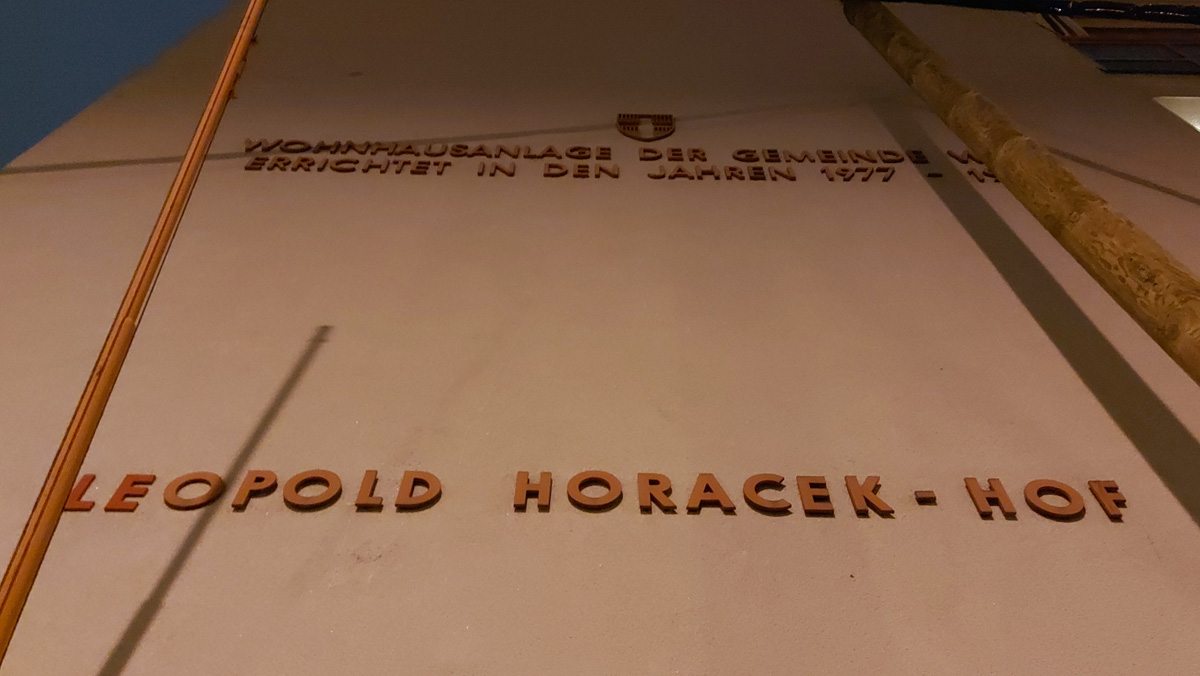 WOHNHAUSANLAGE DER GEMEINDE
ERRICHTET IN DEN JAHREN 1977 -
LEOPOLD HORACEK - HOF